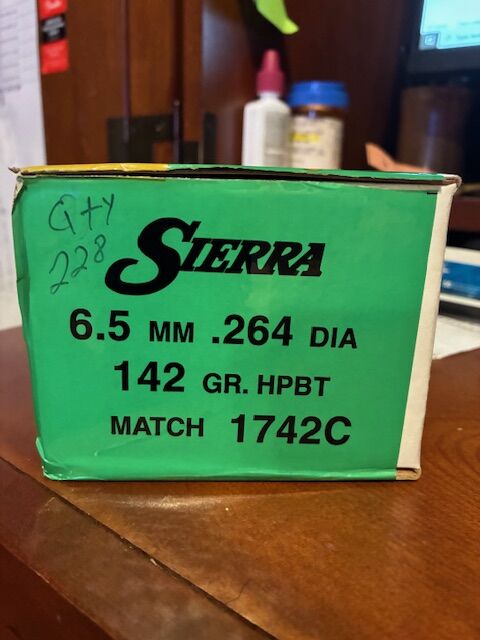 Qty
228
SIERRA
6.5 MM .264 DIA
142 GR. HPBT
MATCH 1742C